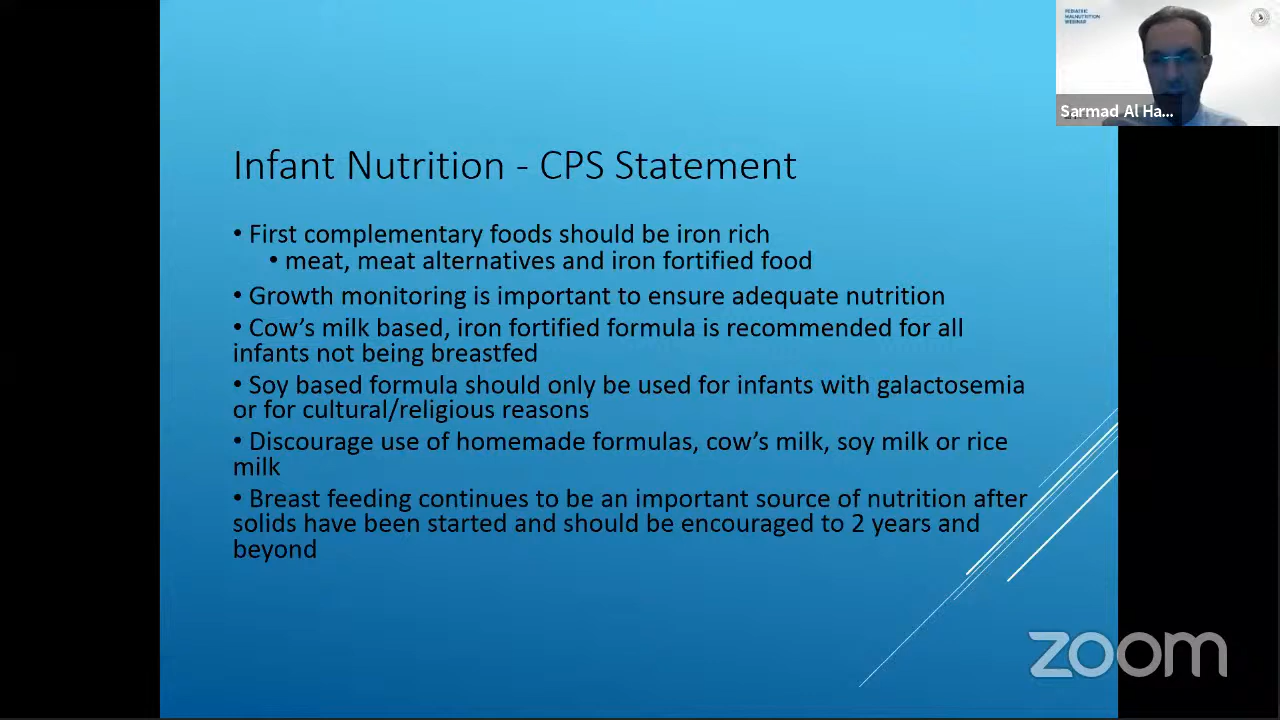 PEDIATRIC
MALNUTRITION
WEBINAR
Sarmad Al Ha...
Infant Nutrition - CPS Statement
• First complementary foods should be iron rich
• meat, meat alternatives and iron fortified food
• Growth monitoring is important to ensure adequate nutrition
• Cow’s milk based, iron fortified formula is recommended for all
infants not being breastfed
• Soy based formula should only be used for infants with galactosemia
or for cultural/religious reasons
• Discourage use of homemade formulas, cow’s milk, soy milk or rice
milk
• Breast feeding continues to be an important source of nutrition after
solids have been started and should be encouraged to 2 years and
beyond
zoom